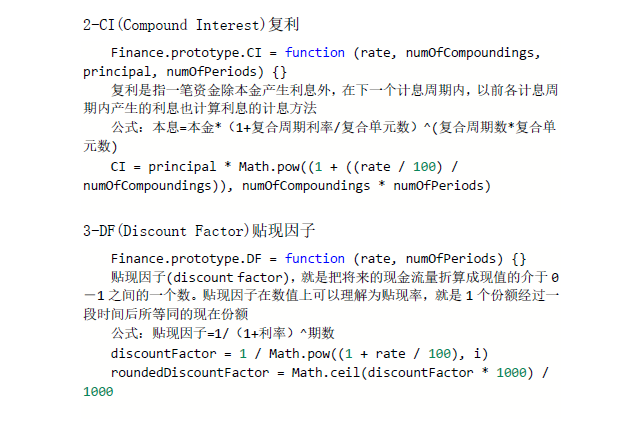 2-CI(Compound Interest)复利
Finance.prototype.CI = function (rate, numOfCompoundings,
principal, numOfPeriods) {}
复利是指一笔资金除本金产生利息外，在下一个计息周期内，以前各计息周
期内产生的利息也计算利息的计息方法
公式：本息=本金*（1+复合周期利率/复合单元数）^(复合周期数*复合单
元数)
CI = principal * Math.pow((1 + ((rate / 100) /
numOfCompoundings)), numOfCompoundings * numOfPeriods)
3-DF(Discount Factor)贴现因子
Finance.prototype.DF = function (rate, numOfPeriods) {}
贴现因子(discount factor)，就是把将来的现金流量折算成现值的介于 0
－1 之间的一个数。贴现因子在数值上可以理解为贴现率，就是 1 个份额经过一
段时间后所等同的现在份额
公式：贴现因子=1/（1+利率）^期数
discountFactor = 1 / Math.pow((1 + rate / 100), i)
roundedDiscountFactor = Math.ceil(discountFactor * 1000) /
1000